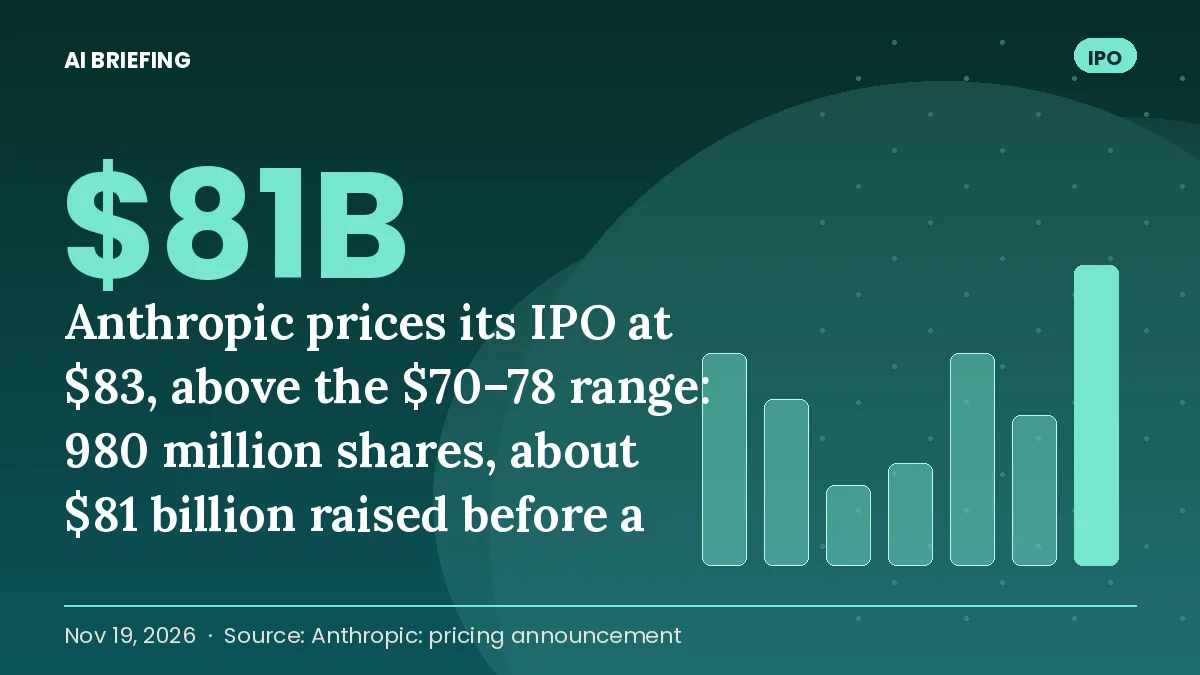 AI BRIEFING
IPO
$81B
Anthropic prices its IPO at
$83, above the $70–78 range:
980 million shares, about
$81 billion raised before a
Nov 19, 2026 · Source: Anthropic: pricing announcement